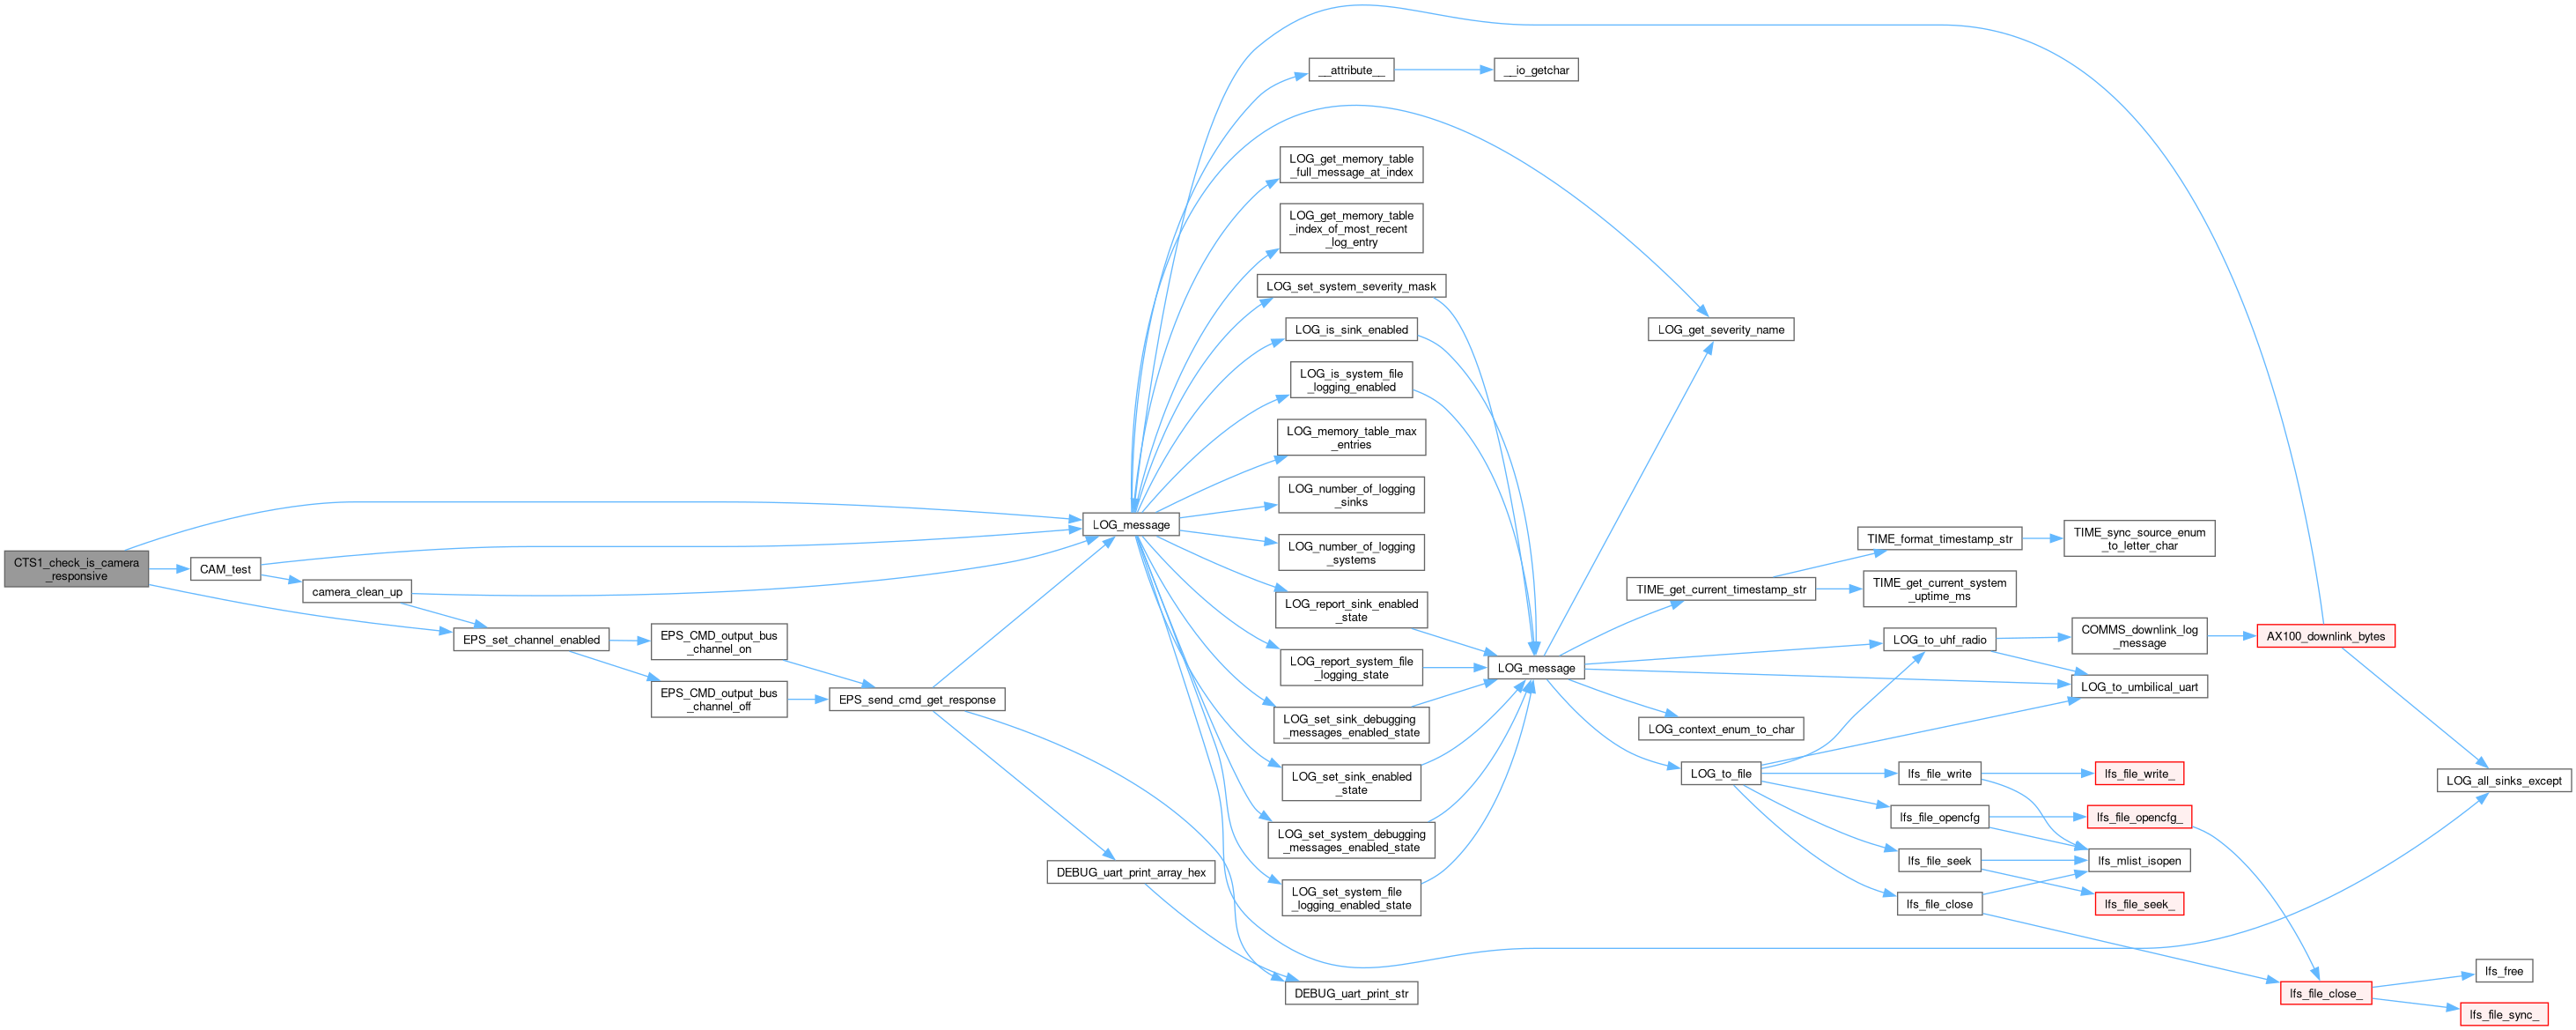 CTS1_check_is_camera
_responsive
CAM_test
camera_clean_up
EPS_set_channel_enabled
EPS_CMD_output_bus
_channel_on
EPS_CMD_output_bus
_channel_off
EPS_send_cmd_get_response
DEBUG_uart_print_array_hex
LOG_message
__attribute__
__io_getchar
LOG_get_memory_table
_full_message_at_index
LOG_get_memory_table
_index_of_most_recent
_log_entry
LOG_set_system_severity_mask
LOG_is_sink_enabled
LOG_is_system_file
_logging_enabled
LOG_memory_table_max
_entries
LOG_number_of_logging
_sinks
LOG_number_of_logging
_systems
LOG_report_sink_enabled
_state
LOG_report_system_file
_logging_state
LOG_set_sink_debugging
_messages_enabled_state
LOG_set_sink_enabled
_state
LOG_set_system_debugging
_messages_enabled_state
LOG_set_system_file
_logging_enabled_state
DEBUG_uart_print_str
LOG_message
LOG_get_severity_name
TIME_get_current_timestamp_str
LOG_context_enum_to_char
LOG_to_file
TIME_format_timestamp_str
TIME_get_current_system
_uptime_ms
LOG_to_uhf_radio
lfs_file_write
lfs_file_opencfg
lfs_file_seek
lfs_file_close
TIME_sync_source_enum
_to_letter_char
COMMS_downlink_log
_message
LOG_to_umbilical_uart
lfs_file_write_
lfs_file_opencfg_
lfs_mlist_isopen
lfs_file_seek_
AX100_downlink_bytes
lfs_file_close_
LOG_all_sinks_except
lfs_free
lfs_file_sync_